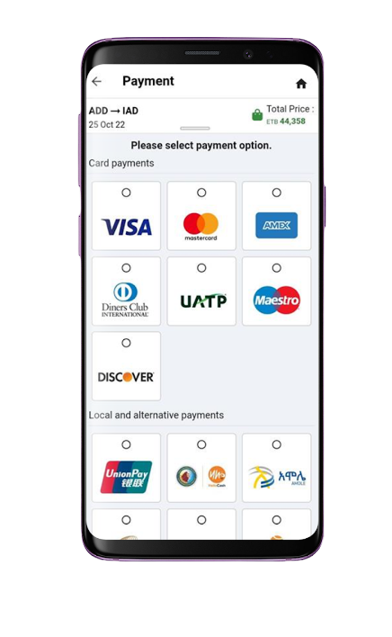 Payment
ADD → IAD
Total Price :
25 Oct 22
ETB 44,358
Please select payment option.
Card payments
VISA
mastercard
AMEX
Diners Club
INTERNATIONAL
UATP
Maestro
DISCOVER
Local and alternative payments
UnionPay
银联
አሞሌ
AMOLE